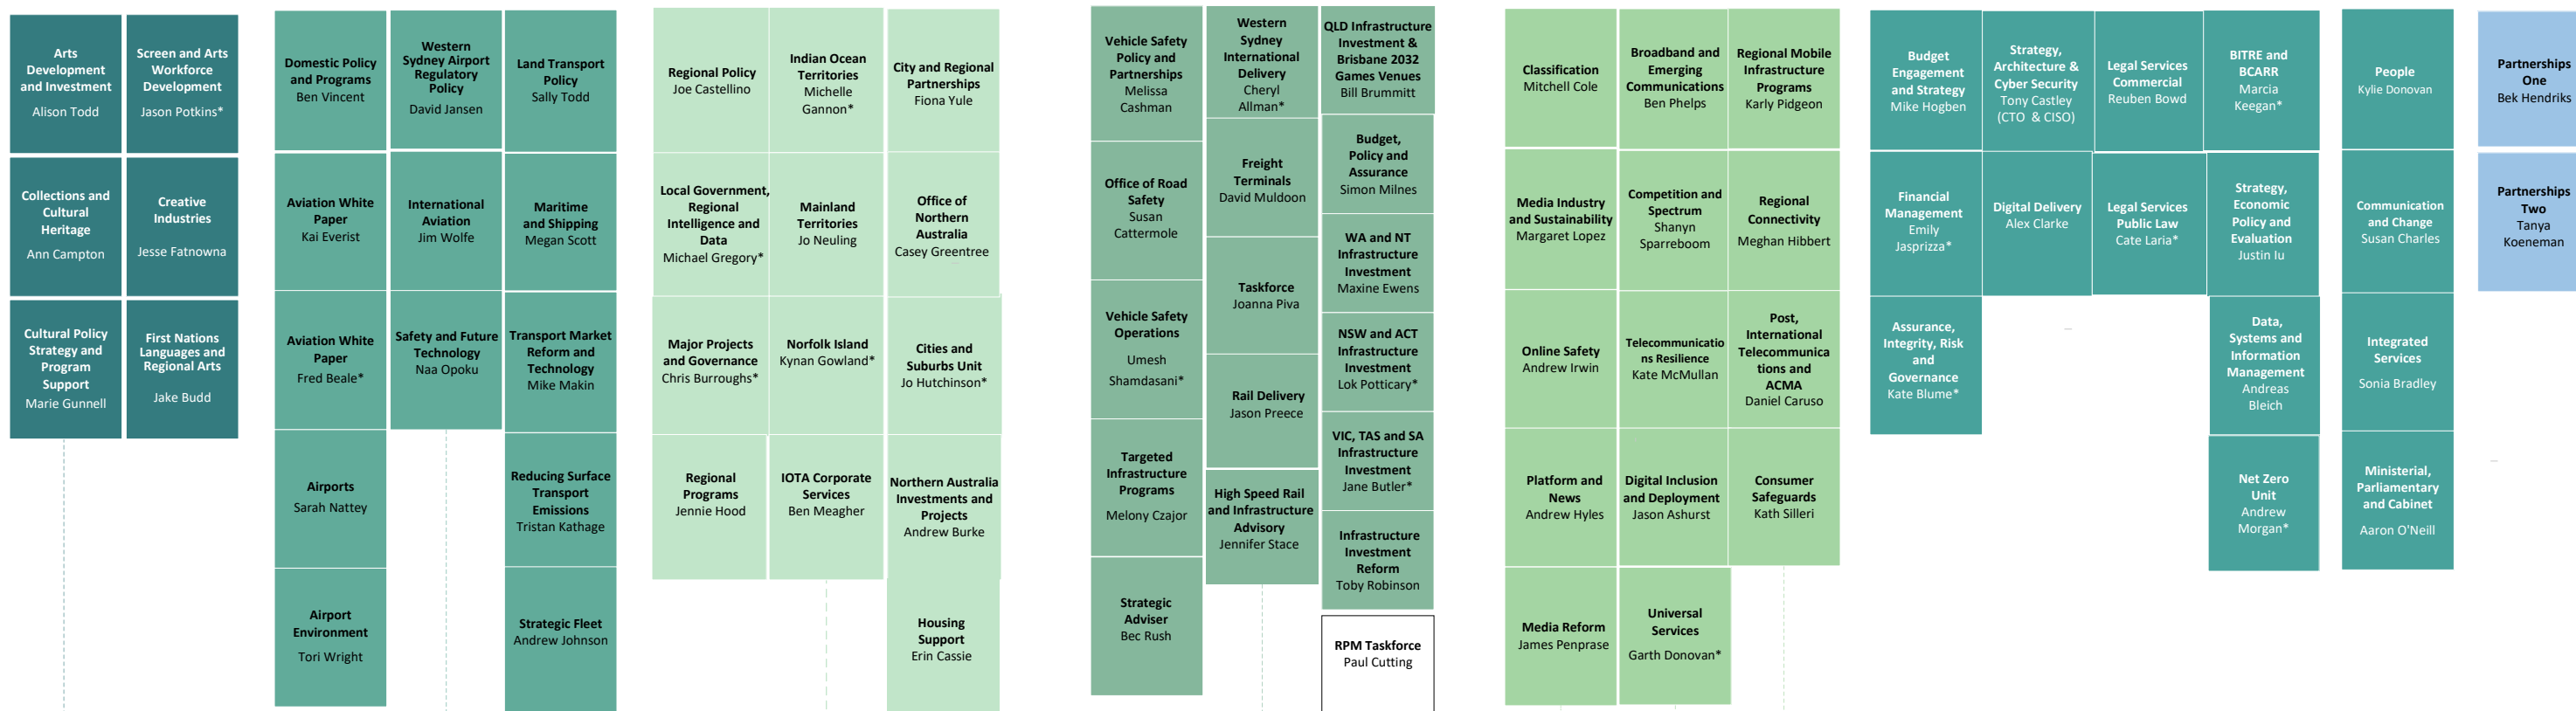 Arts
Development
and Investment
Alison Todd
Collections and
Cultural
Heritage
Ann Campton
Cultural Policy
Strategy and
Program
Support
Marie Gunnell
Screen and Arts
Workforce
Development
Jason Potkins*
Creative
Industries
Jesse Fatnowna
First Nations
Languages and
Regional Arts
Jake Budd
Domestic Policy
and Programs
Ben Vincent
Aviation White
Paper
Kai Everist
Aviation White
Paper
Fred Beale*
Airports
Sarah Nattey
Airport
Environment
Tori Wright
Western
Sydney Airport
Regulatory
Policy
David Jansen
International
Aviation
Jim Wolfe
Safety and Future
Technology
Naa Opoku
Land Transport
Policy
Sally Todd
Maritime
and Shipping
Megan Scott
Transport Market
Reform and
Technology
Mike Makin
Reducing Surface
Transport
Emissions
Tristan Kathage
Strategic Fleet
Andrew Johnson
Regional Policy
Joe Castellino
Local Government,
Regional
Intelligence and
Data
Michael Gregory*
Major Projects
and Governance
Chris Burroughs*
Regional
Programs
Jennie Hood
Indian Ocean
Territories
Michelle
Gannon*
Mainland
Territories
Jo Neuling
Norfolk Island
Kynan Gowland*
IOTA Corporate
Services
Ben Meagher
City and Regional
Partnerships
Fiona Yule
Office of
Northern
Australia
Casey Greentree
Cities and
Suburbs Unit
Jo Hutchinson*
Northern Australia
Investments and
Projects
Andrew Burke
Housing
Support
Erin Cassie
Vehicle Safety
Policy and
Partnerships
Melissa
Cashman
Office of Road
Safety
Susan
Cattermole
Vehicle Safety
Operations
Umesh
Shamdasani*
Targeted
Infrastructure
Programs
Melony Czajor
Strategic
Adviser
Bec Rush
Western
Sydney
International
Delivery
Cheryl
Allman*
Freight
Terminals
David Muldoon
Taskforce
Joanna Piva
Rail Delivery
Jason Preece
High Speed Rail
and Infrastructure
Advisory
Jennifer Stace
QLD Infrastructure
Investment &
Brisbane 2032
Games Venues
Bill Brummitt
Budget,
Policy and
Assurance
Simon Milnes
WA and NT
Infrastructure
Investment
Maxine Ewens
NSW and ACT
Infrastructure
Investment
Lok Potticary*
VIC, TAS and SA
Infrastructure
Investment
Jane Butler*
Infrastructure
Investment
Reform
Toby Robinson
RPM Taskforce
Paul Cutting
Classification
Mitchell Cole
Media Industry
and Sustainability
Margaret Lopez
Online Safety
Andrew Irwin
Platform and
News
Andrew Hyles
Media Reform
James Penprase
Broadband and
Emerging
Communications
Ben Phelps
Competition and
Spectrum
Shanyn
Sparreboom
Telecommunicatio
ns Resilience
Kate McMullan
Digital Inclusion
and Deployment
Jason Ashurst
Universal
Services
Garth Donovan*
Regional Mobile
Infrastructure
Programs
Karly Pidgeon
Regional
Connectivity
Meghan Hibbert
Post,
International
Telecommunica
tions and
ACMA
Daniel Caruso
Consumer
Safeguards
Kath Silleri
Budget
Engagement
and Strategy
Mike Hogben
Financial
Management
Emily
Jasprizza*
Assurance,
Integrity, Risk
and
Governance
Kate Blume*
Strategy,
Architecture &
Cyber Security
Tony Castley
(CTO & CISO)
Digital Delivery
Alex Clarke
Legal Services
Commercial
Reuben Bowd
Legal Services
Public Law
Cate Laria*
BITRE and
BCARR
Marcia
Keegan*
Strategy,
Economic
Policy and
Evaluation
Justin Iu
Data,
Systems and
Information
Management
Andreas
Bleich
Net Zero
Unit
Andrew
Morgan*
People
Kylie Donovan
Communication
and Change
Susan Charles
Integrated
Services
Sonia Bradley
Ministerial,
Parliamentary
and Cabinet
Aaron O'Neill
Partnerships
One
Bek Hendriks
Partnerships
Two
Tanya
Koeneman